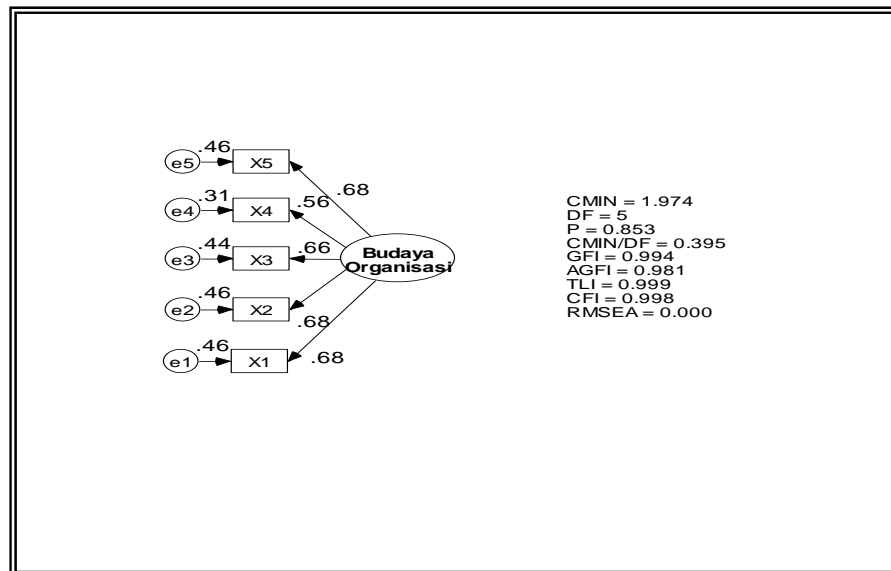 .46
e5
X5
.68
.31
e4
X4
.56
.44
e3
X3
.66
Budaya
Organisasi
.46
e2
X2
.68
.46
e1
X1
.68
CMIN = 1.974
DF = 5
P = 0.853
CMIN/DF = 0.395
GFI = 0.994
AGFI = 0.981
TLI = 0.999
CFI = 0.998
RMSEA = 0.000